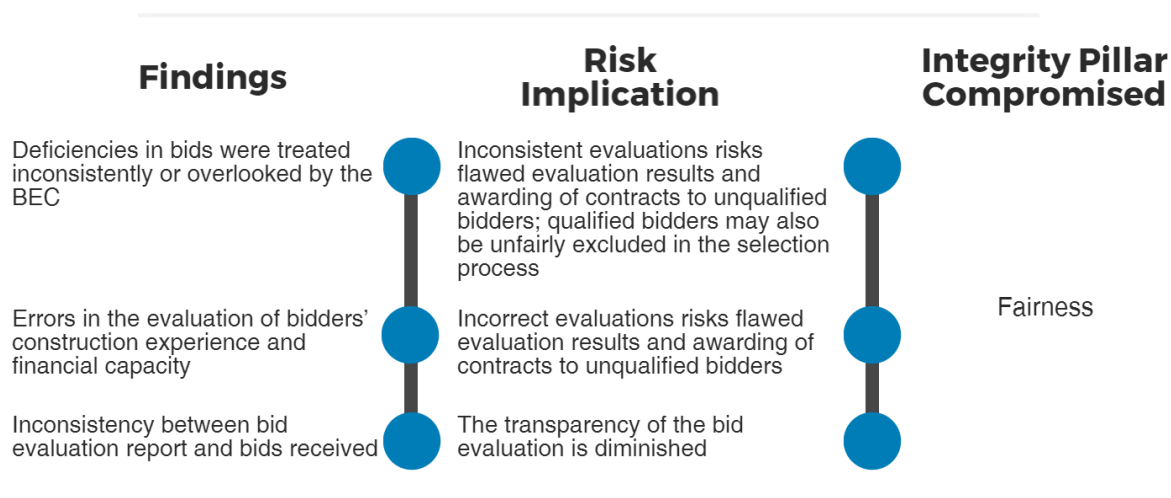 Findings
Risk
Implication
Integrity Pillar
Compromised
Deficiencies in bids were treated
inconsistently or overlooked by the
BEC
Inconsistent evaluations risks
flawed evaluation results and
awarding of contracts to unqualified
bidders; qualified bidders may also
be unfairly excluded in the selection
process
Errors in the evaluation of bidders’
construction experience and
financial capacity
Incorrect evaluations risks flawed
evaluation results and awarding of
contracts to unqualified bidders
Fairness
Inconsistency between bid
evaluation report and bids received
The transparency of the bid
evaluation is diminished